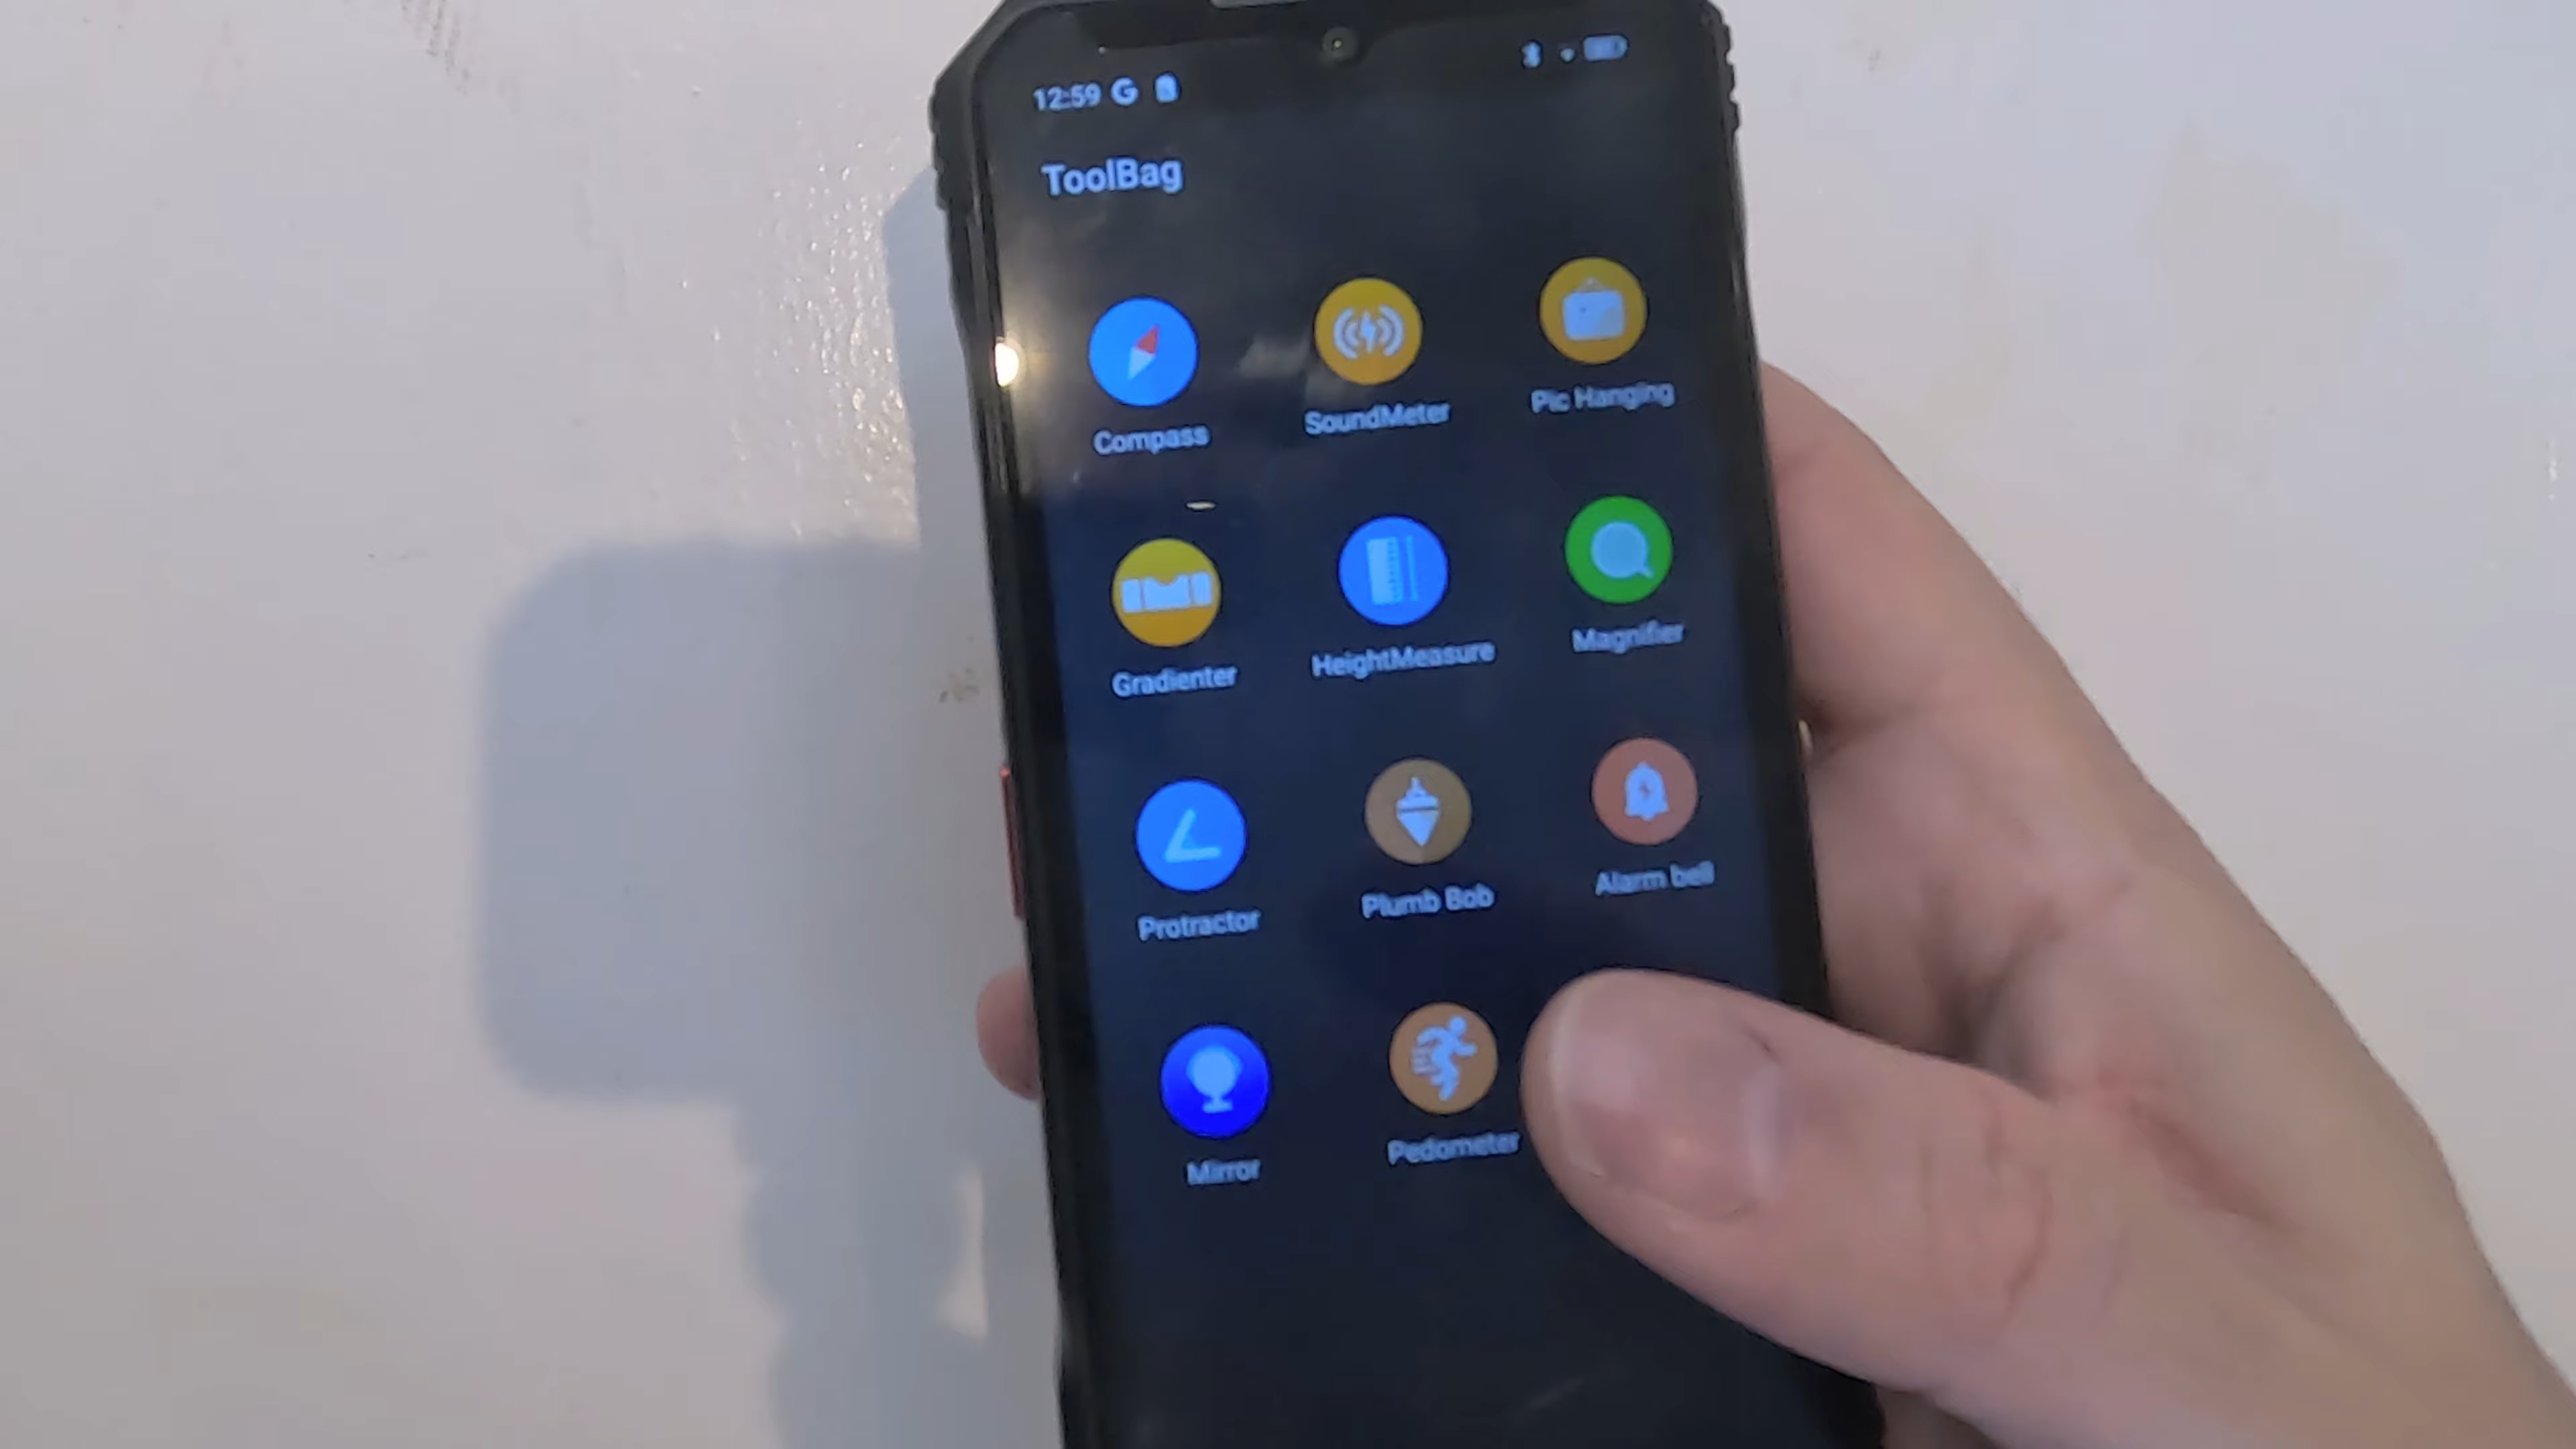 12:59 G
ToolBag
Compass
SoundMeter
Pic Hanging
Gradienter
HeightMeasure
Magnifier
Protractor
Plumb Bob
Alarm bell
Mirror
Pedometer